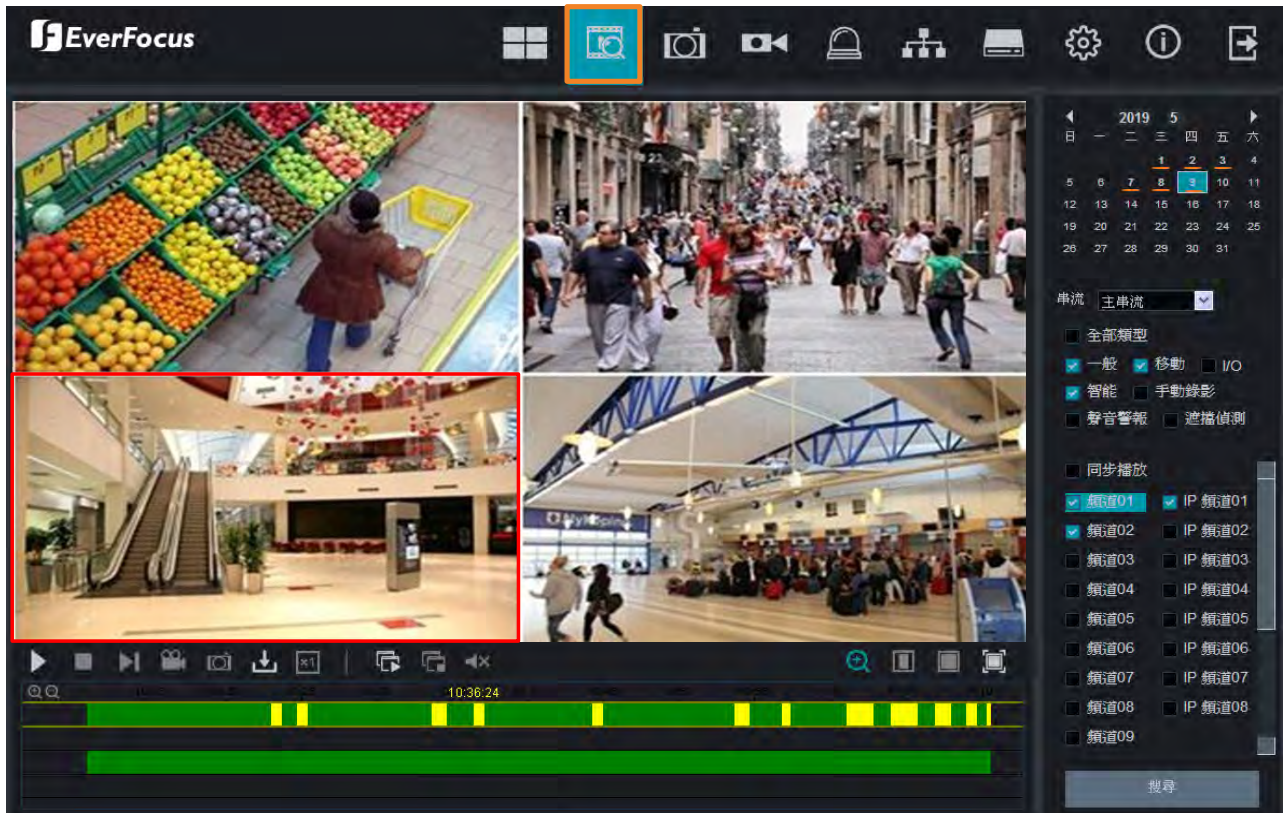 EverFocus
2019 5
日 一 二 三 四 五 六
1 2 3 4
5 6 7 8 9 10 11
12 13 14 15 16 17 18
19 20 21 22 23 24 25
26 27 28 29 30 31
串流 主串流
全部類型
一般 移動 I/O
智能 手動錄影
聲音警報 遮擋偵測
同步播放
頻道01 IP 頻道01
頻道02 IP 頻道02
頻道03 IP 頻道03
頻道04 IP 頻道04
頻道05 IP 頻道05
頻道06 IP 頻道06
頻道07 IP 頻道07
頻道08 IP 頻道08
頻道09
搜尋
x1
10:36:24